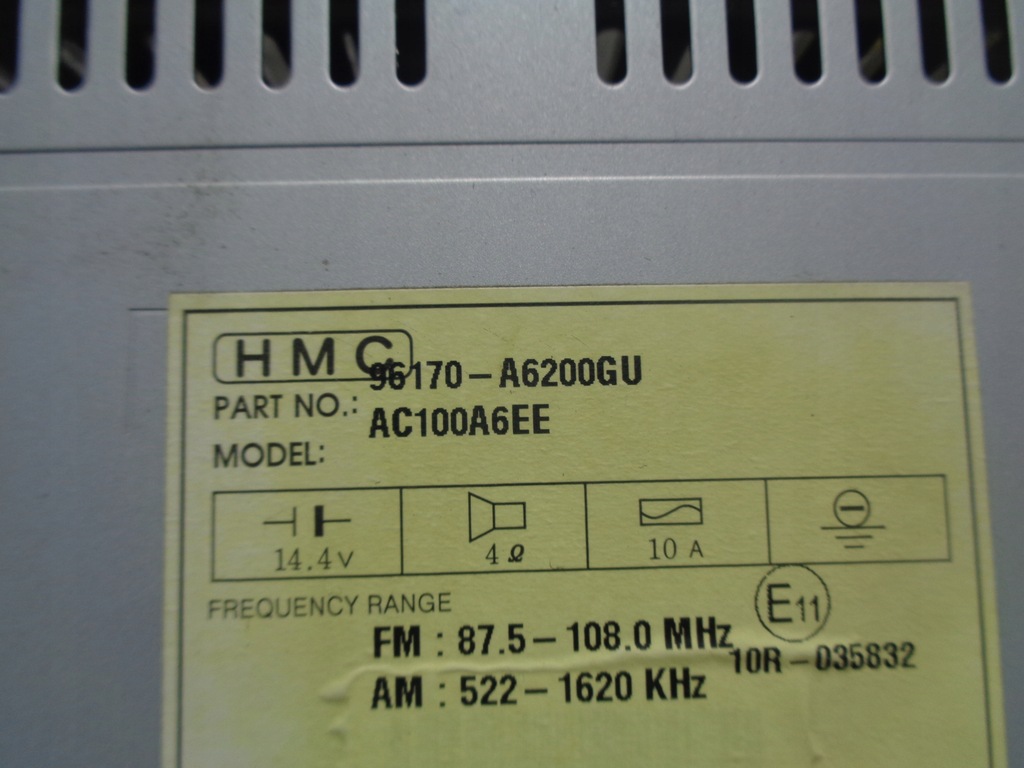 HMC
PART NO.: 96170-A6200GU
MODEL: AC100A6EE
14.4V 4Ω 10 A
FREQUENCY RANGE
E11
FM : 87.5-108.0 MHz
10R-035832
AM : 522-1620 KHz